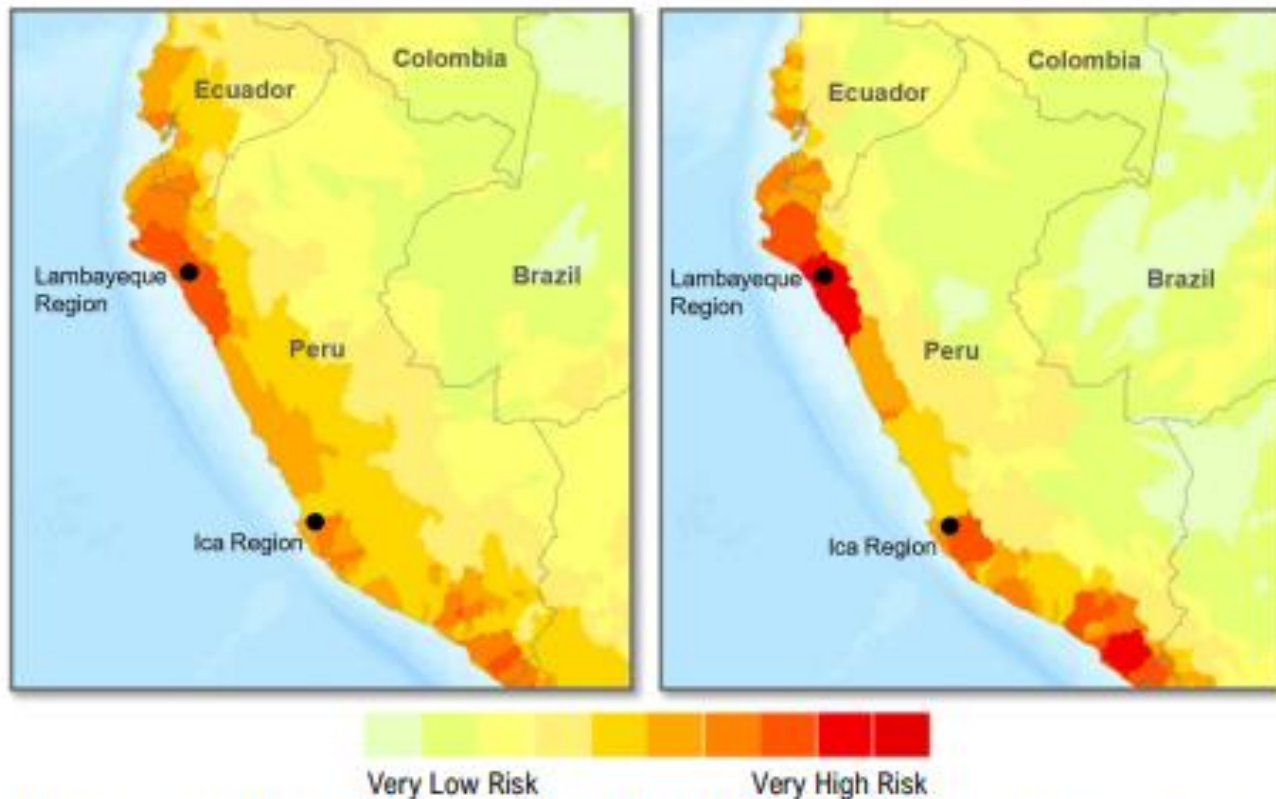 Colombia
Ecuador
Lambayeque
Region
Brazil
Peru
Ica Region
Colombia
Ecuador
Lambayeque
Region
Brazil
Peru
Ica Region
Very Low Risk
Very High Risk